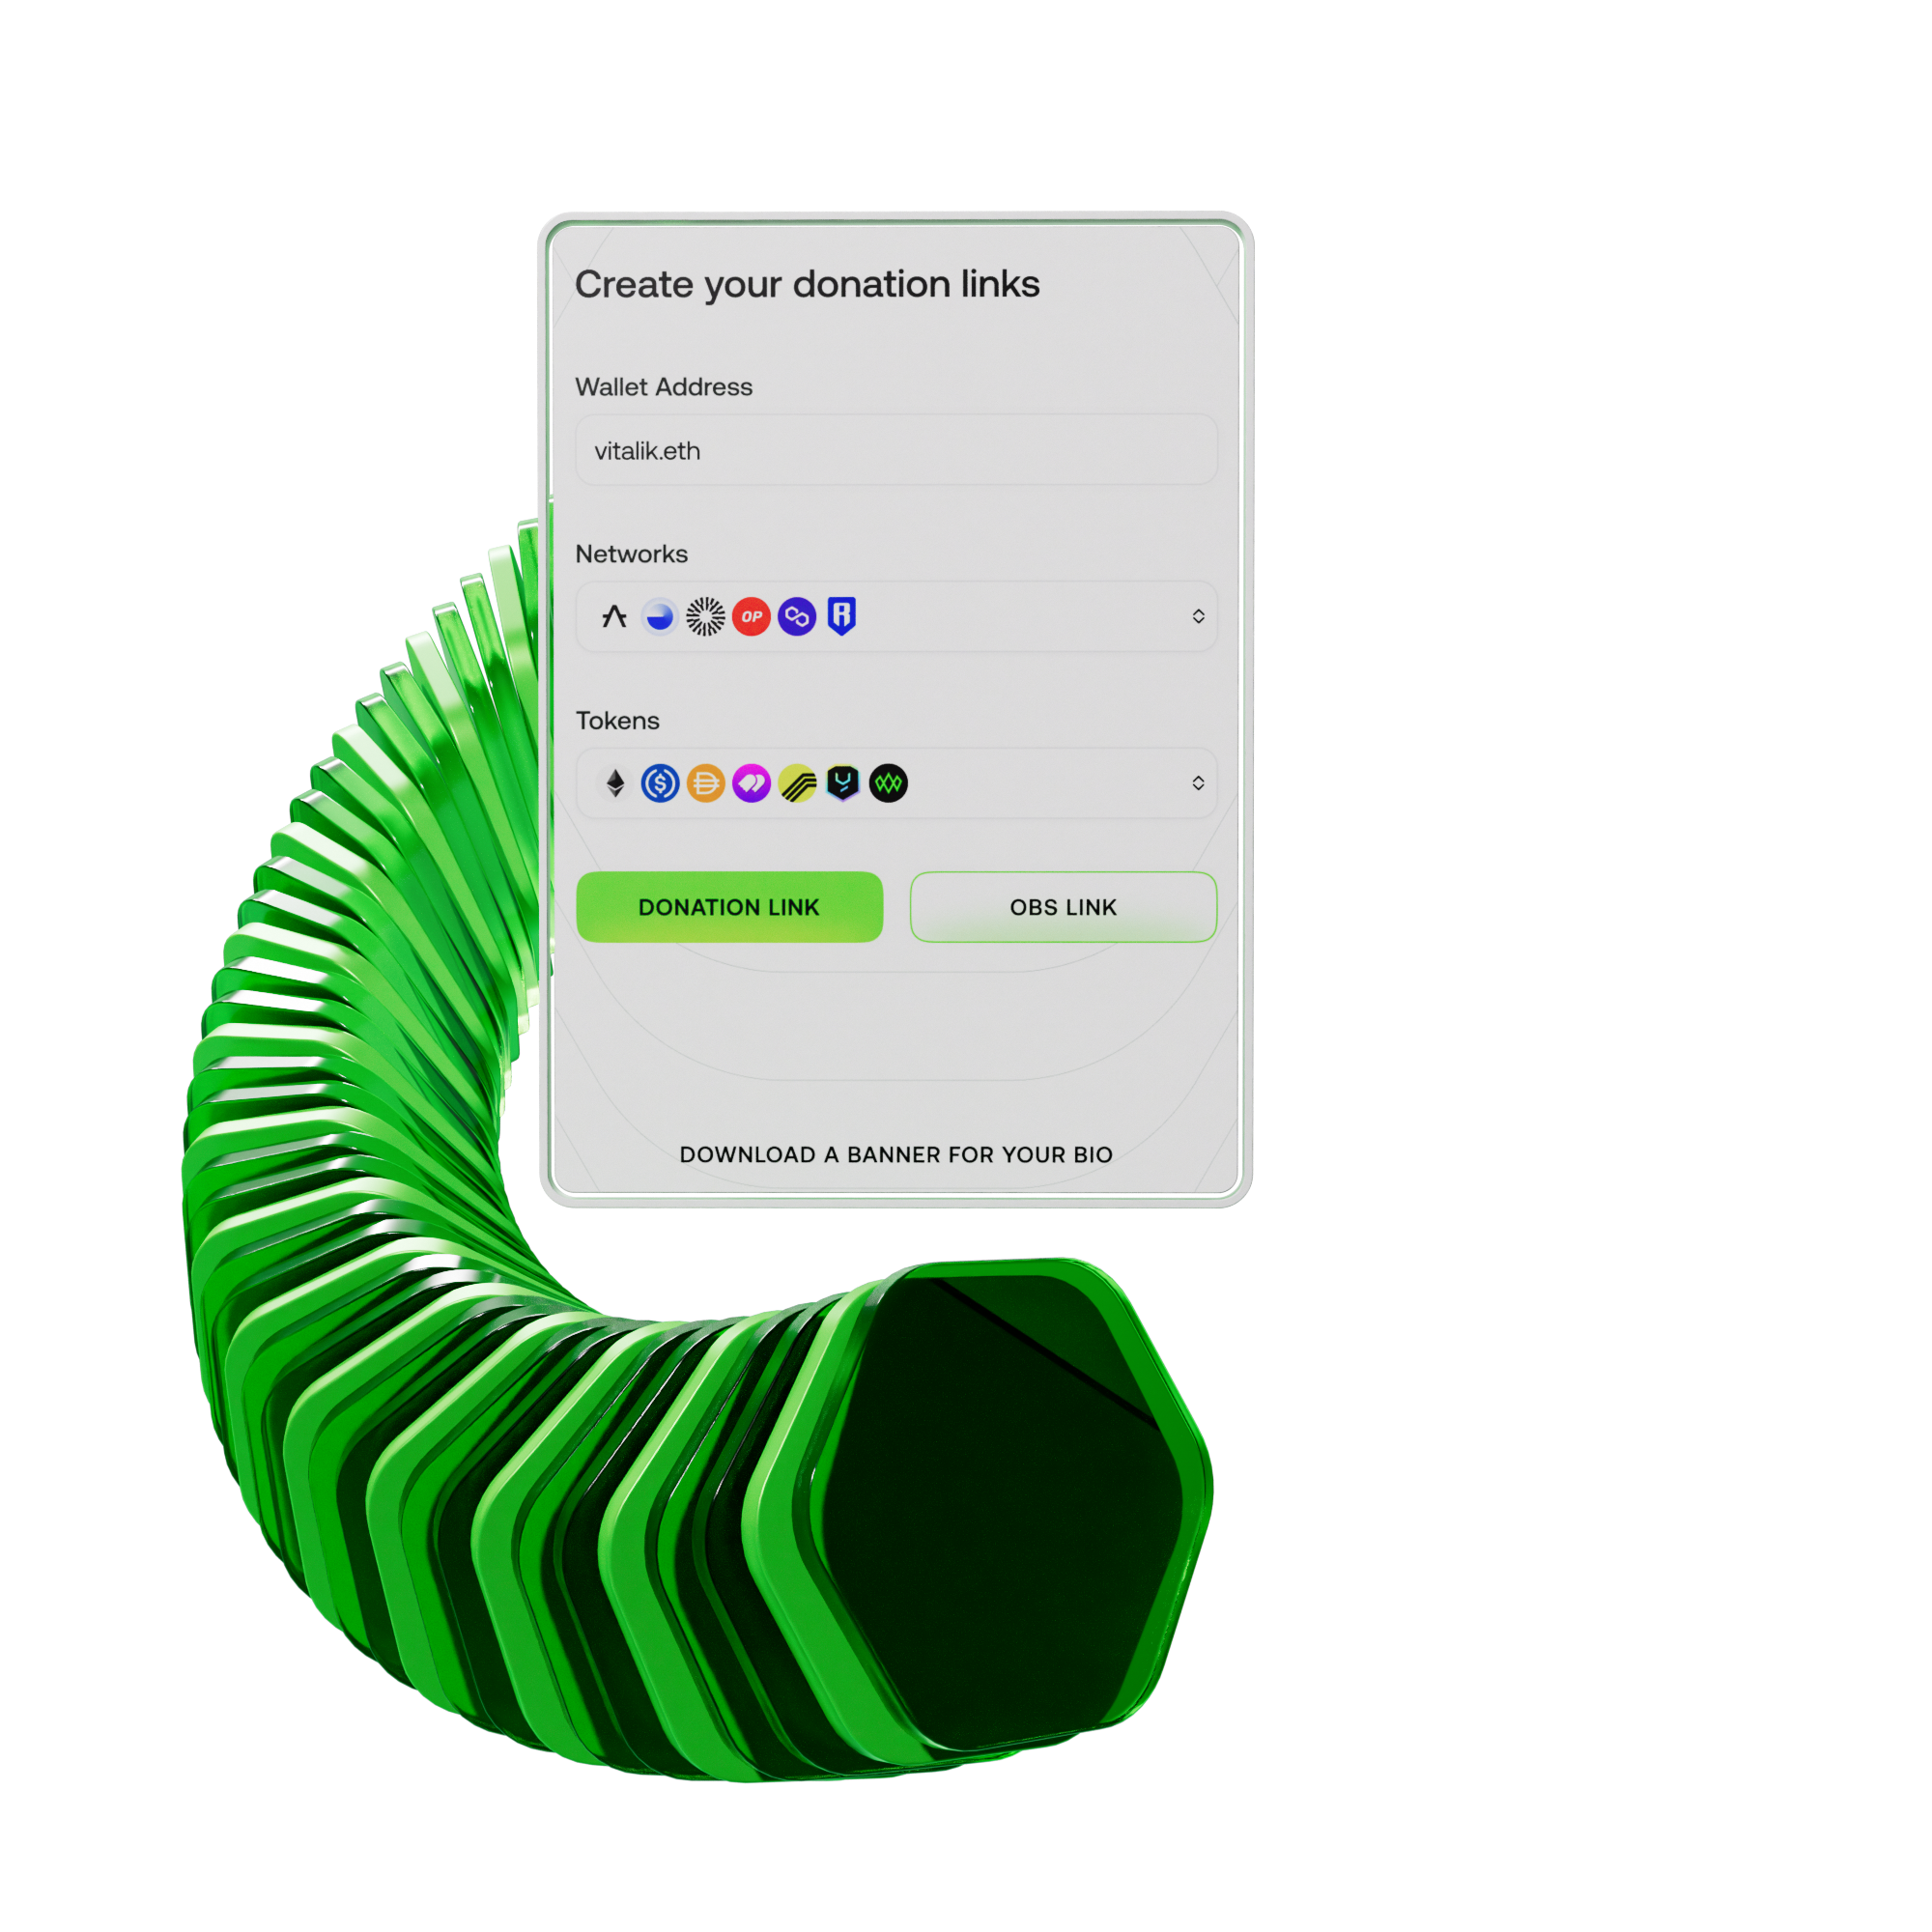 Create your donation links
Wallet Address
vitalik.eth
Networks
OP
Tokens
DONATION LINK
OBS LINK
DOWNLOAD A BANNER FOR YOUR BIO